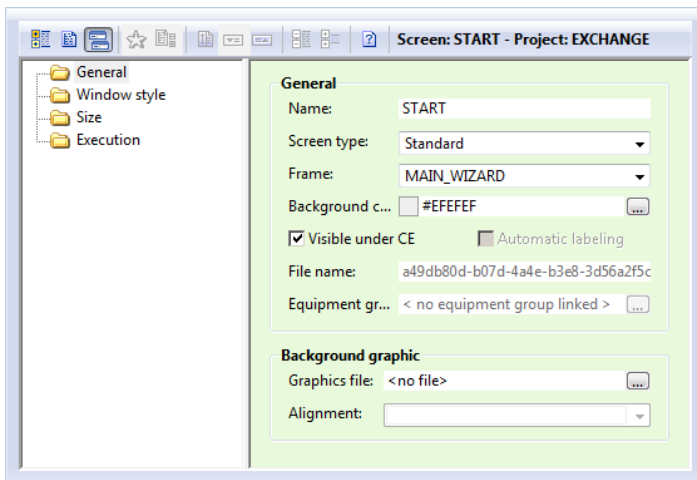 Screen: START - Project: EXCHANGE
General
Window style
Size
Execution
General
Name: START
Screen type: Standard
Frame: MAIN_WIZARD
Background c... #EFEFEF ...
Visible under CE Automatic labeling
File name: a49db80d-b07d-4a4e-b3e8-3d56a2f5c
Equipment gr... < no equipment group linked > ...
Background graphic
Graphics file: <no file> ...
Alignment: